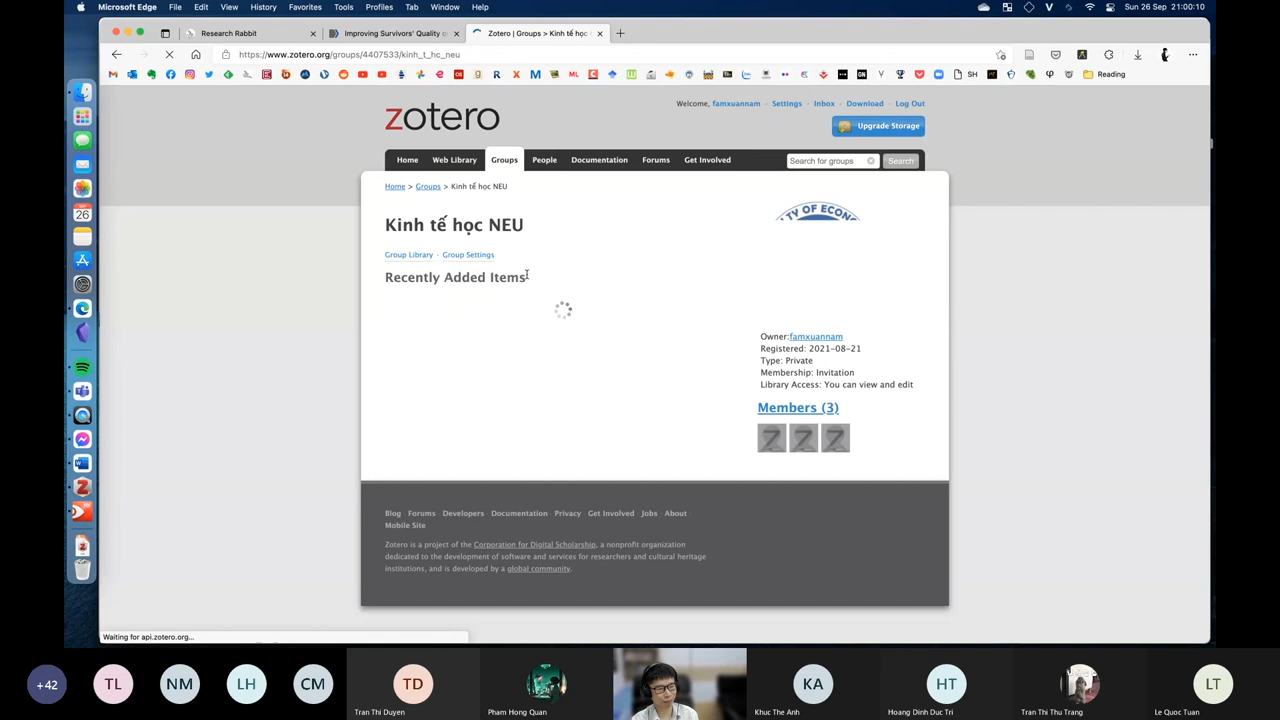 Microsoft Edge File Edit View History Favorites Tools Profiles Tab Window Help
Sun 26 Sep 21:00:10
Research Rabbit
Improving Survivors' Quality o
Zotero | Groups > Kinh tế học
https://www.zotero.org/groups/4407533/kinh_t_hc_neu
SH
Reading
zotero
Welcome, famxuannam · Settings · Inbox · Download · Log Out
Upgrade Storage
Home Web Library Groups People Documentation Forums Get Involved
Search for groups
Search
Home > Groups > Kinh tế học NEU
Kinh tế học NEU
TY OF ECONO
Group Library · Group Settings
Recently Added Items
Owner:famxuannam
Registered: 2021-08-21
Type: Private
Membership: Invitation
Library Access: You can view and edit
Members (3)
Z Z Z
Blog Forums Developers Documentation Privacy Get Involved Jobs About
Mobile Site
Zotero is a project of the Corporation for Digital Scholarship, a nonprofit organization
dedicated to the development of software and services for researchers and cultural heritage
institutions, and is developed by a global community.
Waiting for api.zotero.org...
+42 TL NM LH CM TD KA HT LT
Tran Thi Duyen
Pham Hong Quan
Khuc The Anh
Hoang Dinh Duc Tri
Tran Thi Thu Trang
Le Quoc Tuan